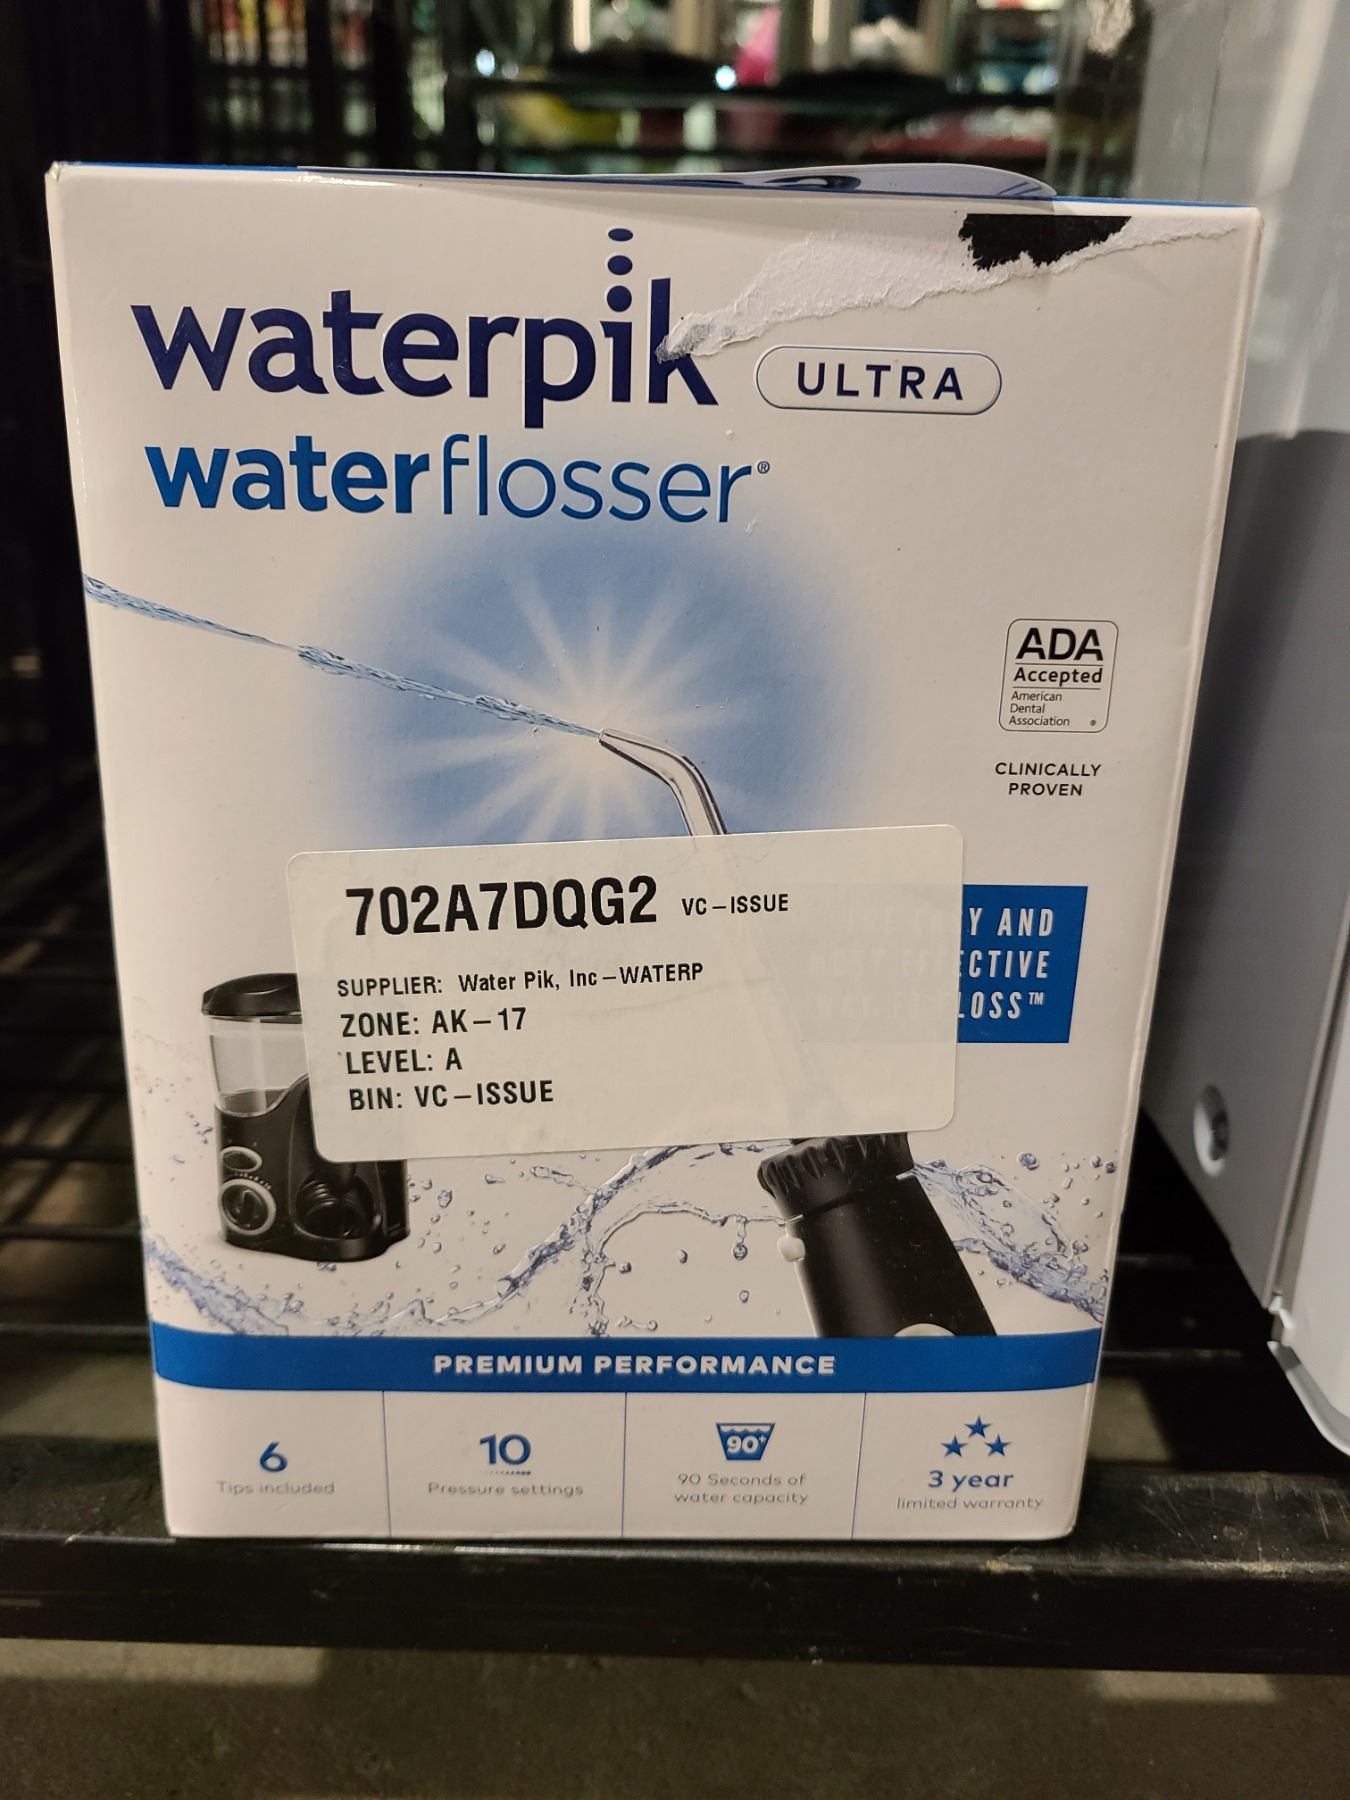 waterpik
ULTRA
waterflosser®
ADA
Accepted
American
Dental
Association ®
CLINICALLY
PROVEN
702A7DQG2 VC-ISSUE
SUPPLIER: Water Pik, Inc-WATERP
ZONE: AK-17
LEVEL: A
BIN: VC-ISSUE
AND
PREMIUM PERFORMANCE
6
Tips included
10
Pressure settings
90+
90 Seconds of
water capacity
3 year
limited warranty